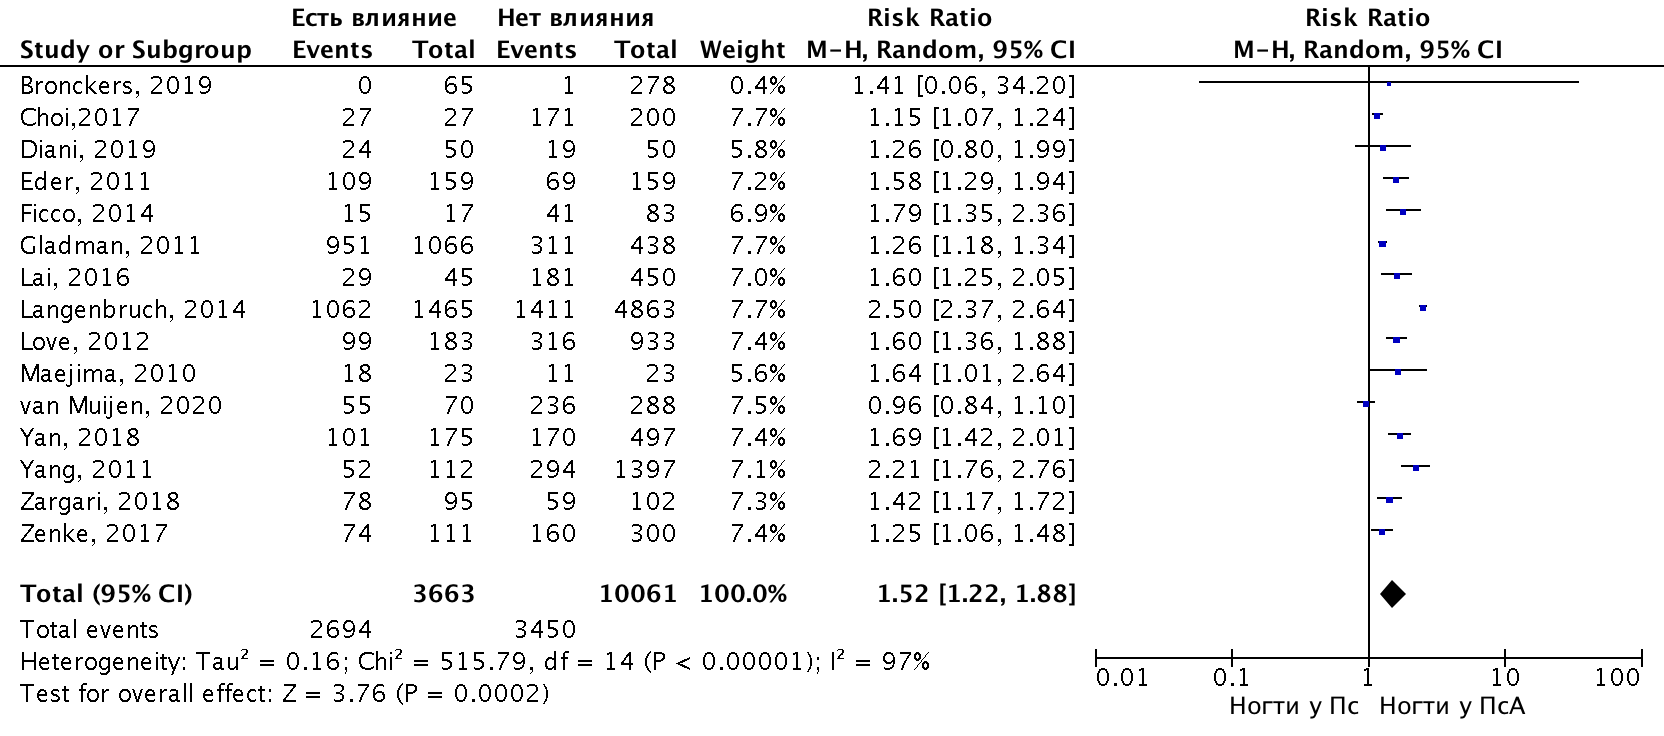 Есть влияние Нет влияния Risk Ratio Risk Ratio
Study or Subgroup Events Total Events Total Weight M-H, Random, 95% CI M-H, Random, 95% CI
Bronckers, 2019 0 65 1 278 0.4% 1.41 [0.06, 34.20]
Choi,2017 27 27 171 200 7.7% 1.15 [1.07, 1.24]
Diani, 2019 24 50 19 50 5.8% 1.26 [0.80, 1.99]
Eder, 2011 109 159 69 159 7.2% 1.58 [1.29, 1.94]
Ficco, 2014 15 17 41 83 6.9% 1.79 [1.35, 2.36]
Gladman, 2011 951 1066 311 438 7.7% 1.26 [1.18, 1.34]
Lai, 2016 29 45 181 450 7.0% 1.60 [1.25, 2.05]
Langenbruch, 2014 1062 1465 1411 4863 7.7% 2.50 [2.37, 2.64]
Love, 2012 99 183 316 933 7.4% 1.60 [1.36, 1.88]
Maejima, 2010 18 23 11 23 5.6% 1.64 [1.01, 2.64]
van Muijen, 2020 55 70 236 288 7.5% 0.96 [0.84, 1.10]
Yan, 2018 101 175 170 497 7.4% 1.69 [1.42, 2.01]
Yang, 2011 52 112 294 1397 7.1% 2.21 [1.76, 2.76]
Zargari, 2018 78 95 59 102 7.3% 1.42 [1.17, 1.72]
Zenke, 2017 74 111 160 300 7.4% 1.25 [1.06, 1.48]
Total (95% CI) 3663 10061 100.0% 1.52 [1.22, 1.88]
Total events 2694 3450
Heterogeneity: Tau² = 0.16; Chi² = 515.79, df = 14 (P < 0.00001); I² = 97%
Test for overall effect: Z = 3.76 (P = 0.0002)
0.01 0.1 1 10 100
Ногти у Пс Ногти у ПсА